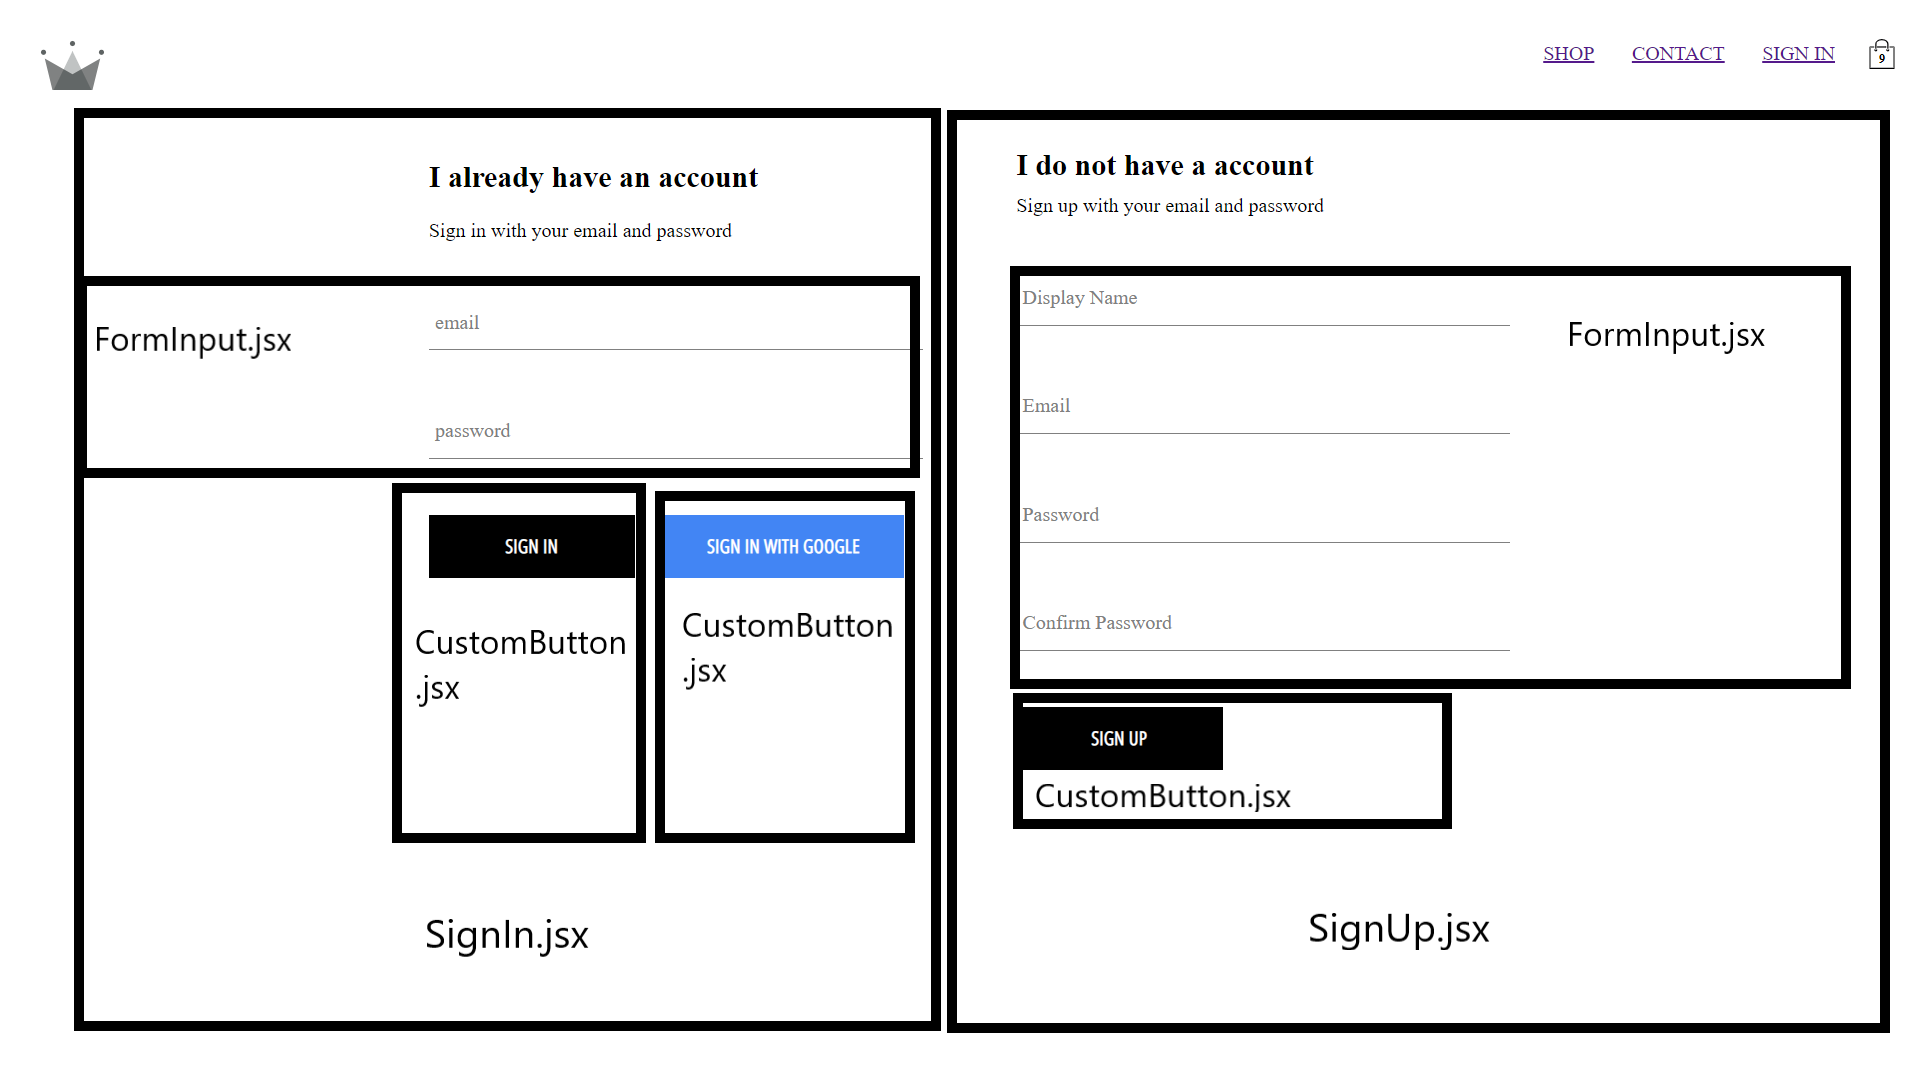 SHOP CONTACT SIGN IN 9
I already have an account
Sign in with your email and password
FormInput.jsx
email
password
SIGN IN
SIGN IN WITH GOOGLE
CustomButton
.jsx
CustomButton
.jsx
SignIn.jsx
I do not have a account
Sign up with your email and password
Display Name
FormInput.jsx
Email
Password
Confirm Password
SIGN UP
CustomButton.jsx
SignUp.jsx